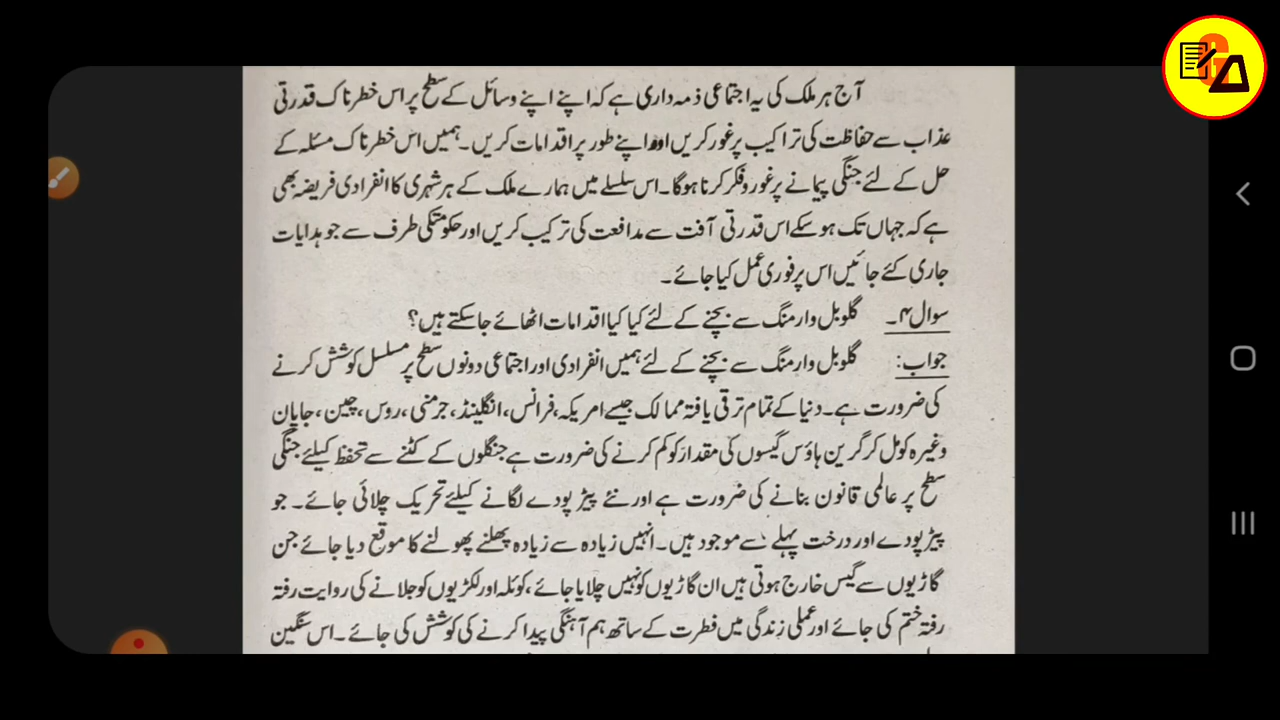 آج ہر ملک کی یہ اجتماعی ذمہ داری ہے کہ اپنے اپنے وسائل کے سطح پر اس خطرناک قدرتی
عذاب سے حفاظت کی تراکیب پر غور کریں اور اپنے طور پر اقدامات کریں۔ ہمیں اس خطرناک مسئلہ کے
حل کے لئے جنگی پیمانے پر غور و فکر کرنا ہوگا۔ اس سلسلے میں ہمارے ملک کے ہر شہری کا انفرادی فریضہ بھی
ہے کہ جہاں تک ہو سکے اس قدرتی آفت سے مدافعت کی ترکیب کریں اور حکومتکی طرف سے جو ہدایات
جاری کئے جائیں اس پر فوری عمل کیا جائے۔
سوال ۴۔ گلوبل وارمنگ سے بچنے کے لئے کیا کیا اقدامات اٹھائے جا سکتے ہیں؟
جواب: گلوبل وارمنگ سے بچنے کے لئے ہمیں انفرادی اور اجتماعی دونوں سطح پر مسلسل کوشش کرنے
کی ضرورت ہے۔ دنیا کے تمام ترقی یافتہ ممالک جیسے امریکہ، فرانس، انگلینڈ، جرمنی، روس، چین، جاپان
وغیرہ کو مل کر گرین ہاؤس گیسوں کی مقدار کو کم کرنے کی ضرورت ہے جنگلوں کے کٹنے سے تحفظ کیلئے جنگی
سطح پر عالمی قانون بنانے کی ضرورت ہے اور نئے پیڑ پودے لگانے کیلئے تحریک چلائی جائے۔ جو
پیڑ پودے اور درخت پہلے سے موجود ہیں۔ انہیں زیادہ سے زیادہ پھلنے پھولنے کا موقع دیا جائے جن
گاڑیوں سے گیس خارج ہوتی ہیں ان گاڑیوں کو نہیں چلایا جائے، کوئلہ اور لکڑیوں کو جلانے کی روایت رفتہ
رفتہ ختم کی جائے اور عملی زندگی میں فطرت کے ساتھ ہم آہنگی پیدا کرنے کی کوشش کی جائے۔ اس سنگین